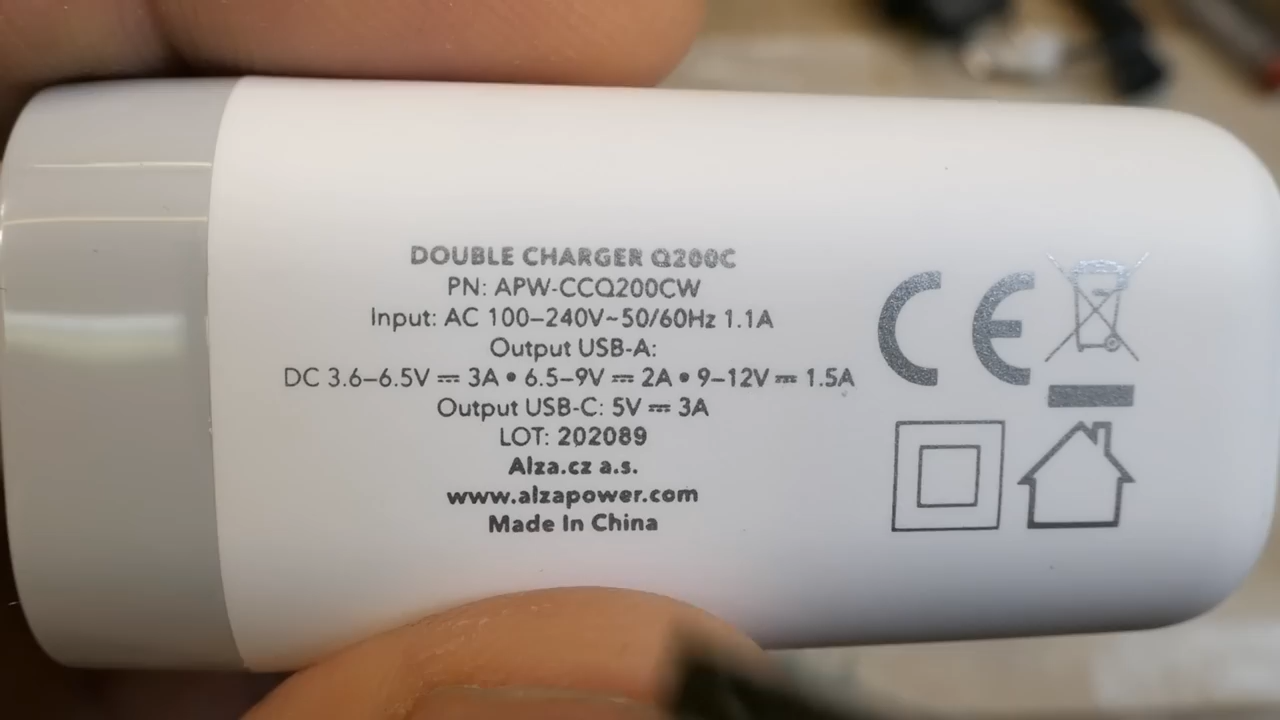 DOUBLE CHARGER Q200C
PN: APW-CCQ200CW
Input: AC 100–240V~50/60Hz 1.1A
Output USB-A:
DC 3.6–6.5V ⎓ 3A • 6.5–9V ⎓ 2A • 9–12V ⎓ 1.5A
Output USB-C: 5V ⎓ 3A
LOT: 202089
Alza.cz a.s.
www.alzapower.com
Made In China
CE